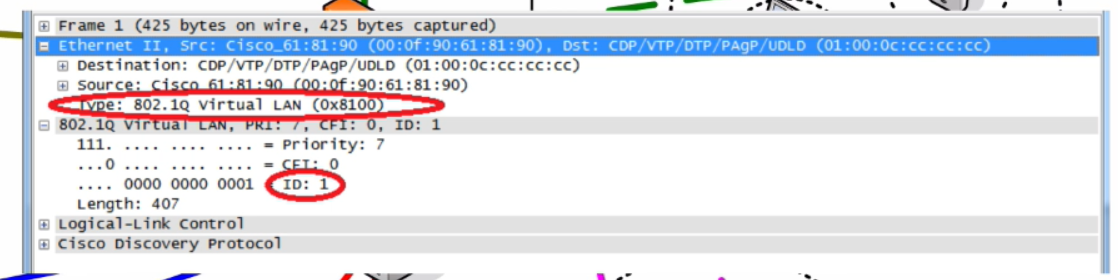 Frame 1 (425 bytes on wire, 425 bytes captured)
Ethernet II, Src: Cisco_61:81:90 (00:0f:90:61:81:90), Dst: CDP/VTP/DTP/PAgP/UDLD (01:00:0c:cc:cc:cc)
Destination: CDP/VTP/DTP/PAgP/UDLD (01:00:0c:cc:cc:cc)
Source: Cisco_61:81:90 (00:0f:90:61:81:90)
Type: 802.1Q Virtual LAN (0x8100)
802.1Q Virtual LAN, PRI: 7, CFI: 0, ID: 1
111. .... .... .... = Priority: 7
...0 .... .... .... = CFI: 0
.... 0000 0000 0001 = ID: 1
Length: 407
Logical-Link Control
Cisco Discovery Protocol